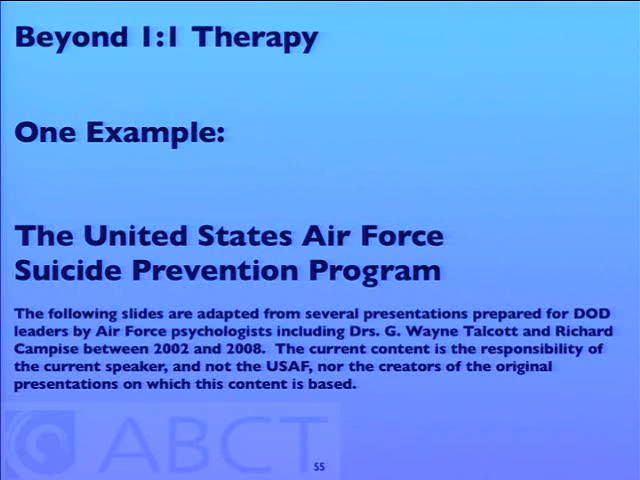 Beyond 1:1 Therapy
One Example:
The United States Air Force
Suicide Prevention Program
The following slides are adapted from several presentations prepared for DOD
leaders by Air Force psychologists including Drs. G. Wayne Talcott and Richard
Campise between 2002 and 2008.  The current content is the responsibility of
the current speaker, and not the USAF, nor the creators of the original
presentations on which this content is based.
ABCT
55